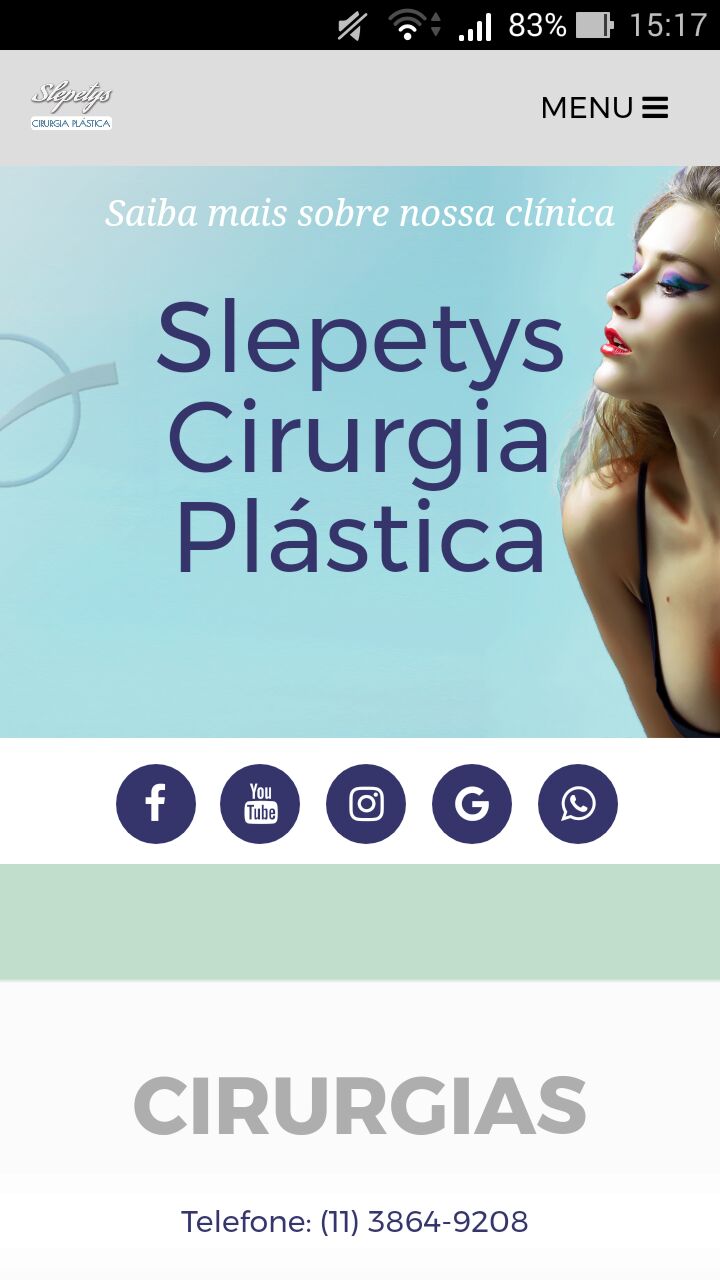 83% 15:17
Slepetys
CIRURGIA PLÁSTICA
MENU
Saiba mais sobre nossa clínica
Slepetys
Cirurgia
Plástica
You
Tube
CIRURGIAS
Telefone: (11) 3864-9208